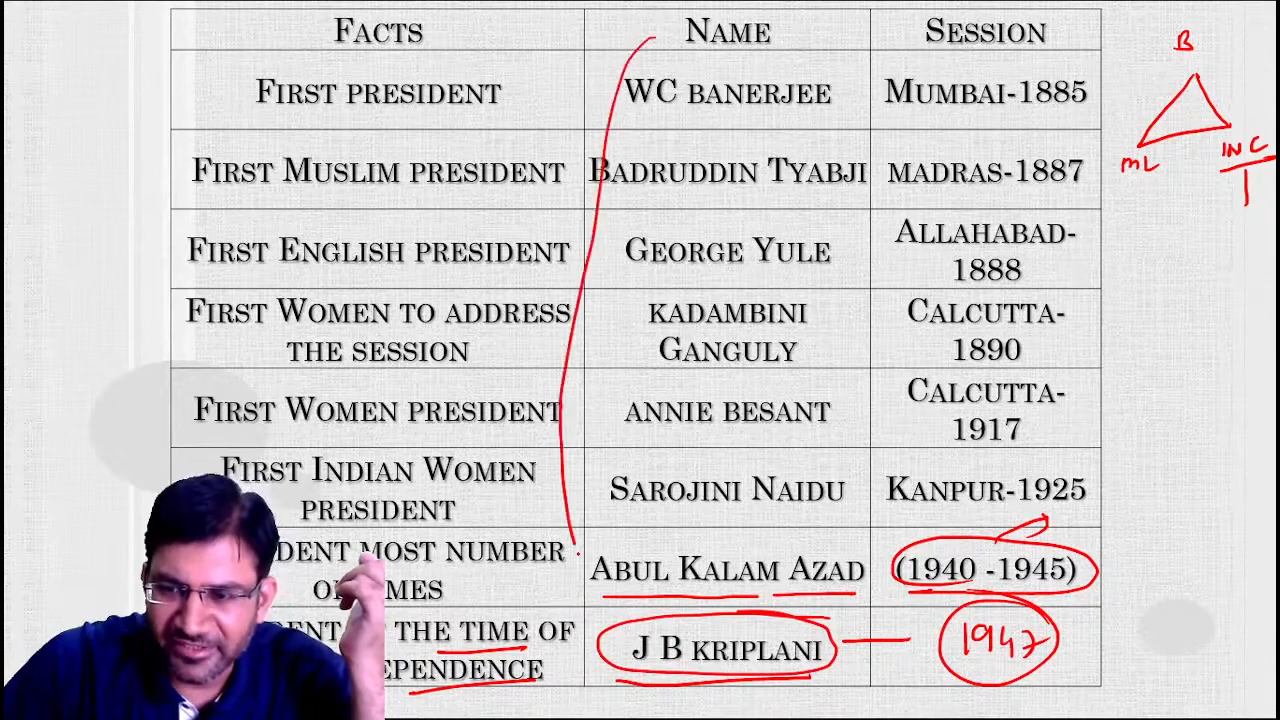 FACTS NAME SESSION
FIRST PRESIDENT WC BANERJEE MUMBAI-1885
FIRST MUSLIM PRESIDENT BADRUDDIN TYABJI MADRAS-1887
FIRST ENGLISH PRESIDENT GEORGE YULE ALLAHABAD-
1888
FIRST WOMEN TO ADDRESS
THE SESSION
KADAMBINI
GANGULY
CALCUTTA-
1890
FIRST WOMEN PRESIDENT ANNIE BESANT CALCUTTA-
1917
FIRST INDIAN WOMEN
PRESIDENT
SAROJINI NAIDU KANPUR-1925
DENT MOST NUMBER
ABUL KALAM AZAD (1940 -1945)
THE TIME OF
PENDENCE
J B KRIPLANI 1947
B
ML INC